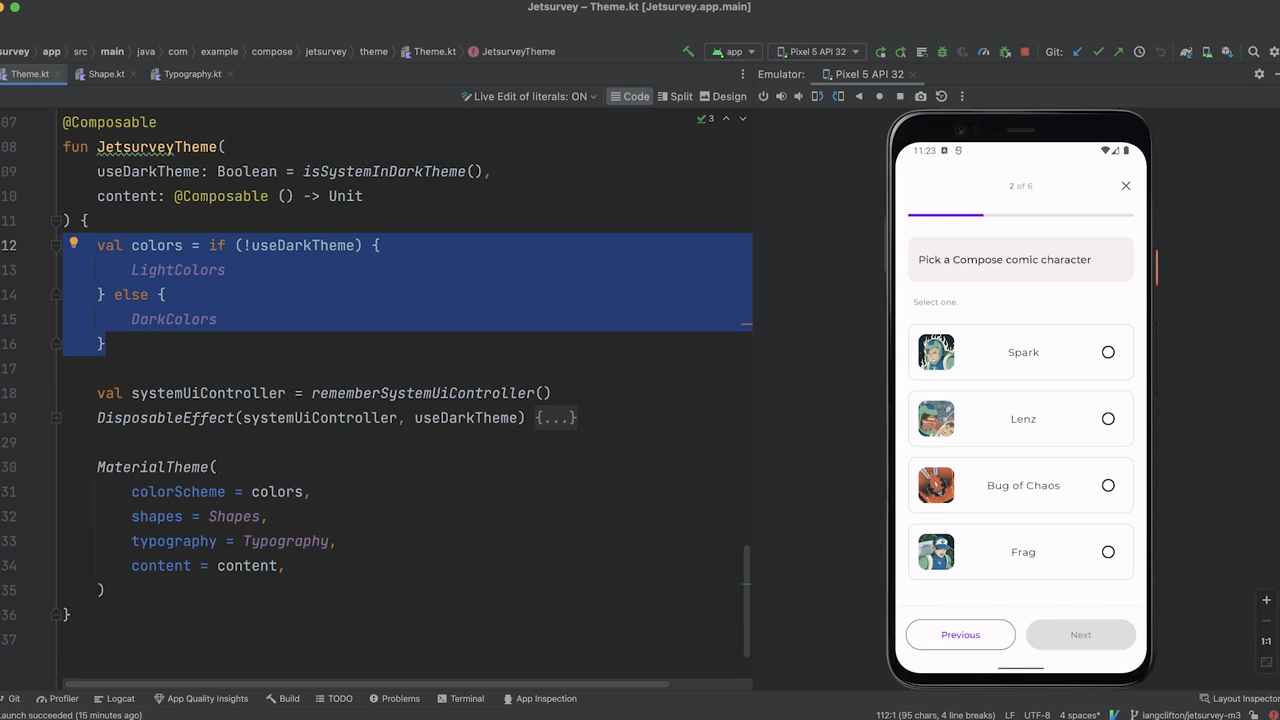 Jetsurvey – Theme.kt [Jetsurvey.app.main]
survey app src main java com example compose jetsurvey theme Theme.kt JetsurveyTheme
app Pixel 5 API 32 Git:
Theme.kt Shape.kt Typography.kt
Emulator: Pixel 5 API 32
Live Edit of literals: ON Code Split Design
07 @Composable
3
08 fun JetsurveyTheme(
useDarkTheme: Boolean = isSystemInDarkTheme(),
10 content: @Composable () -> Unit
11 ) {
12 val colors = if (!useDarkTheme) {
13 LightColors
14 } else {
15 DarkColors
16 }
17
18 val systemUiController = rememberSystemUiController()
19 DisposableEffect(systemUiController, useDarkTheme) {...}
29
30 MaterialTheme(
31 colorScheme = colors,
32 shapes = Shapes,
33 typography = Typography,
34 content = content,
35 )
36 }
37
11:23
2 of 6
Pick a Compose comic character
Select one.
Spark
Lenz
Bug of Chaos
Frag
Previous Next
1:1
Git Profiler Logcat App Quality Insights Build TODO Problems Terminal App Inspection Layout Inspector
Launch succeeded (15 minutes ago) 112:1 (95 chars, 4 line breaks) LF UTF-8 4 spaces* langclifton/jetsurvey-m3